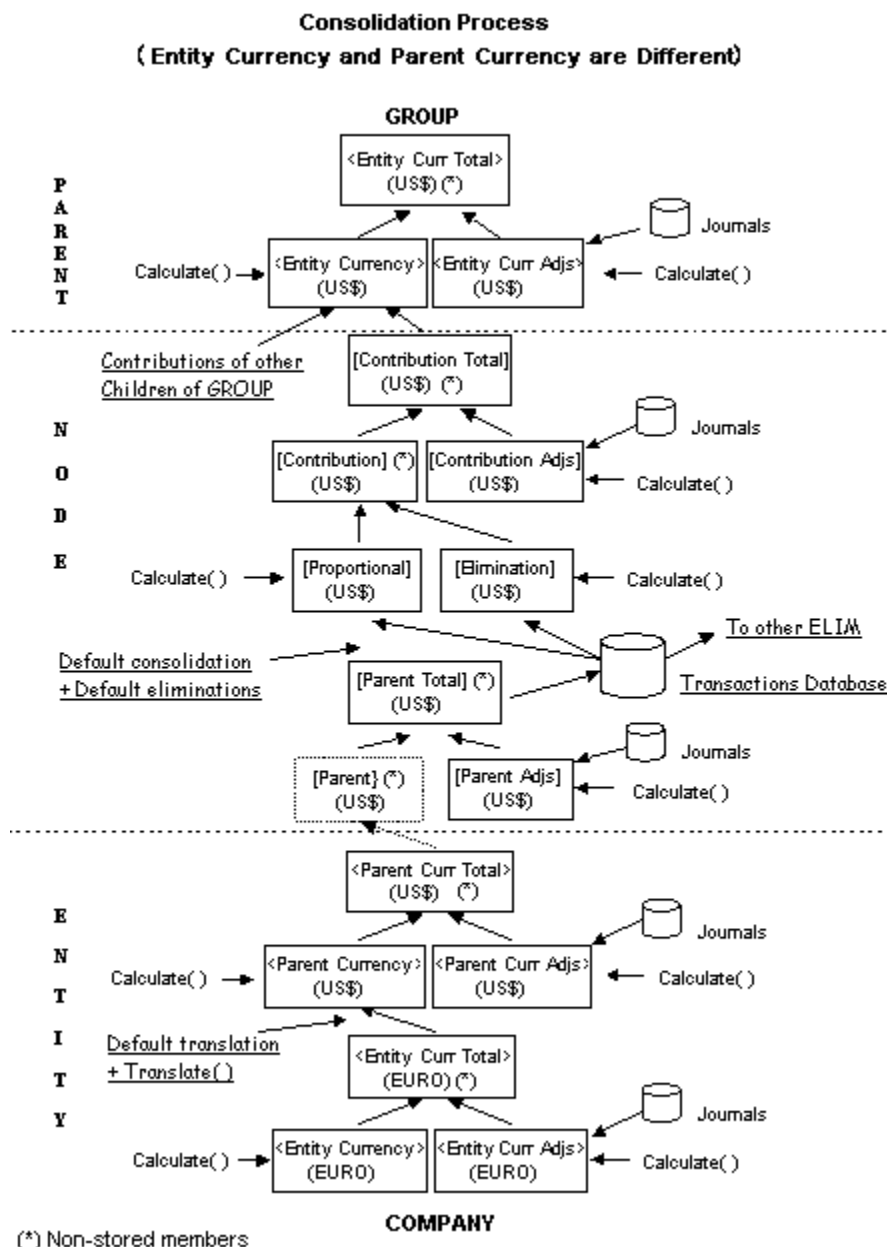 Consolidation Process
( Entity Currency and Parent Currency are Different)
GROUP
<Entity Curr Total>
(US$) (*)
P
A
R
E
N
T
Journals
<Entity Currency>
(US$)
<Entity Curr Adjs>
(US$)
Calculate( )
Calculate( )
Contributions of other
Children of GROUP
[Contribution Total]
(US$) (*)
N
O
D
E
Journals
[Contribution] (*)
(US$)
[Contribution Adjs]
(US$)
Calculate( )
Calculate( )
[Proportional]
(US$)
[Elimination]
(US$)
Calculate( )
To other ELIM
Default consolidation
+ Default eliminations
[Parent Total] (*)
(US$)
Transactions Database
Journals
[Parent} (*)
(US$)
[Parent Adjs]
(US$)
Calculate( )
<Parent Curr Total>
(US$) (*)
E
N
T
I
T
Y
Journals
Calculate( )
<Parent Currency>
(US$)
<Parent Curr Adjs>
(US$)
Calculate( )
Default translation
+ Translate( )
<Entity Curr Total>
(EURO) (*)
Journals
Calculate( )
<Entity Currency>
(EURO)
<Entity Curr Adjs>
(EURO)
Calculate( )
COMPANY
(*) Non-stored members